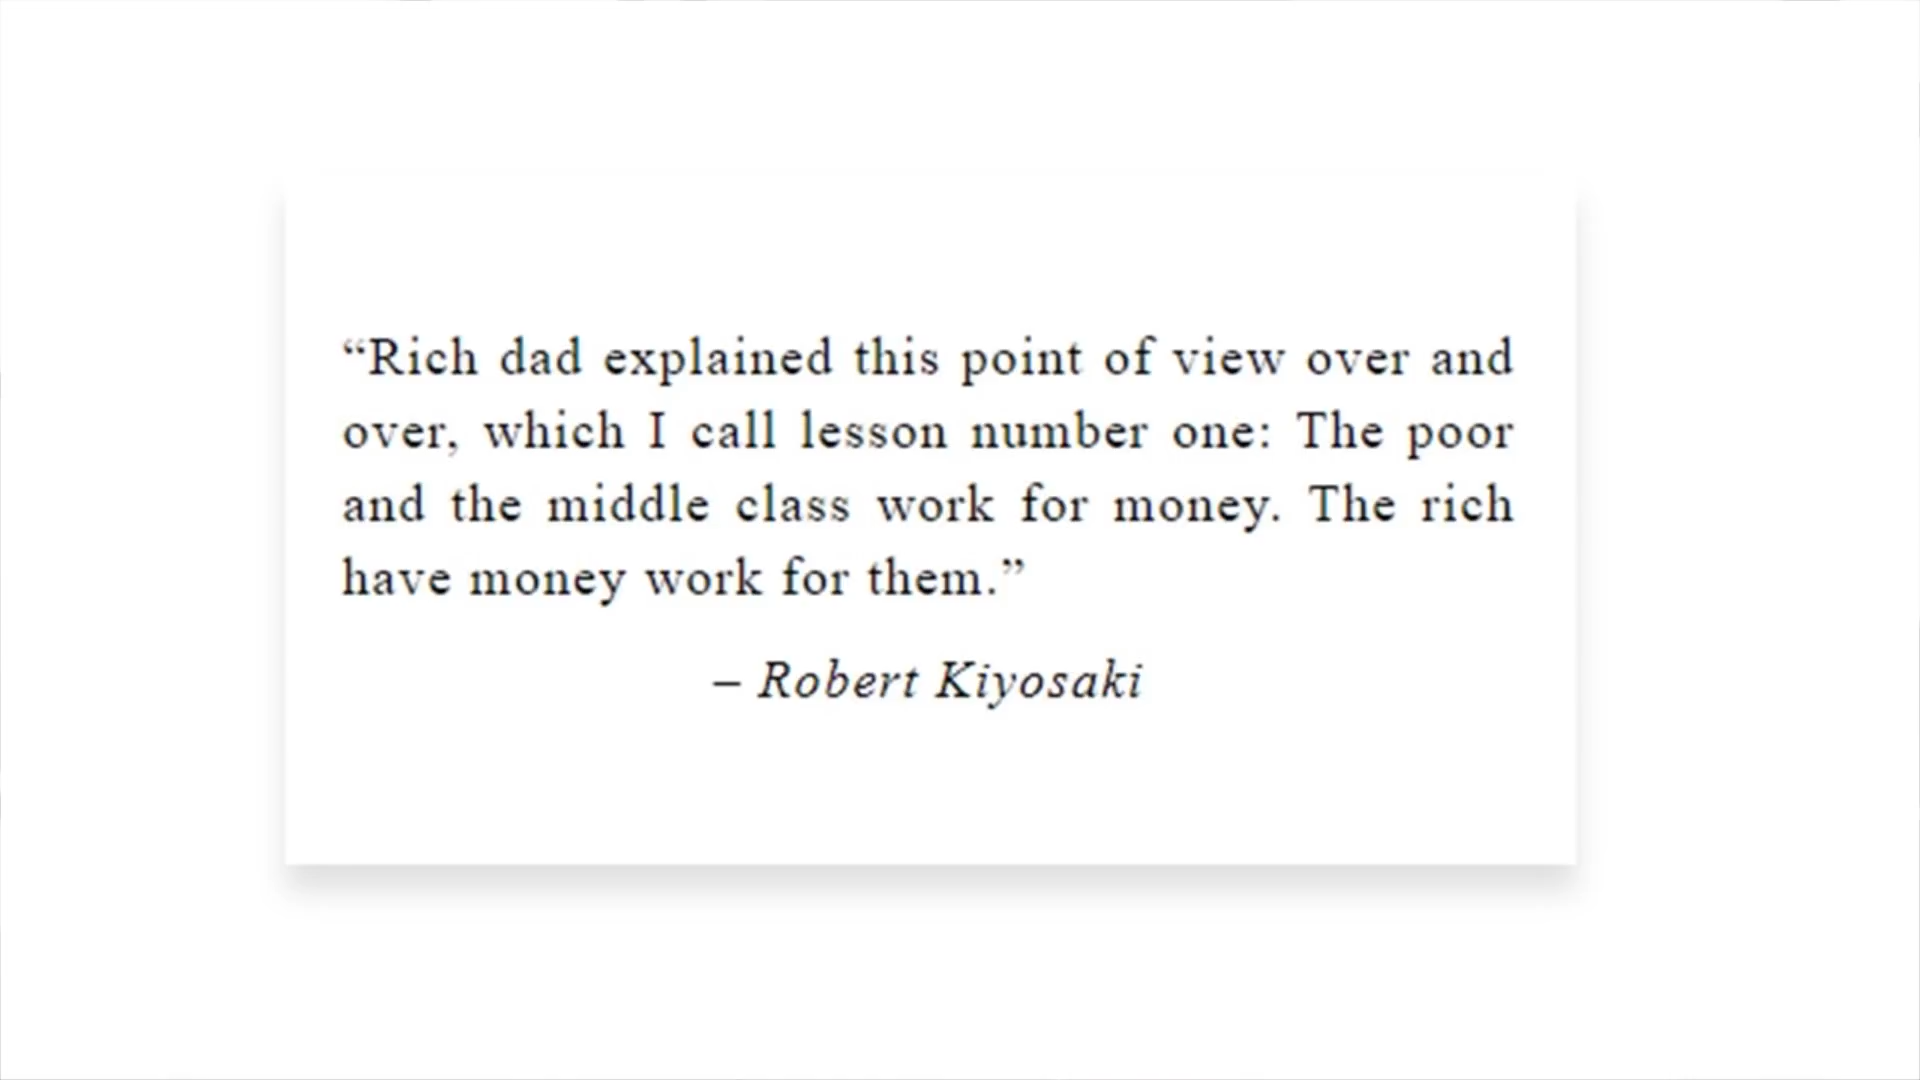 “Rich dad explained this point of view over and
over, which I call lesson number one: The poor
and the middle class work for money. The rich
have money work for them.”
– Robert Kiyosaki